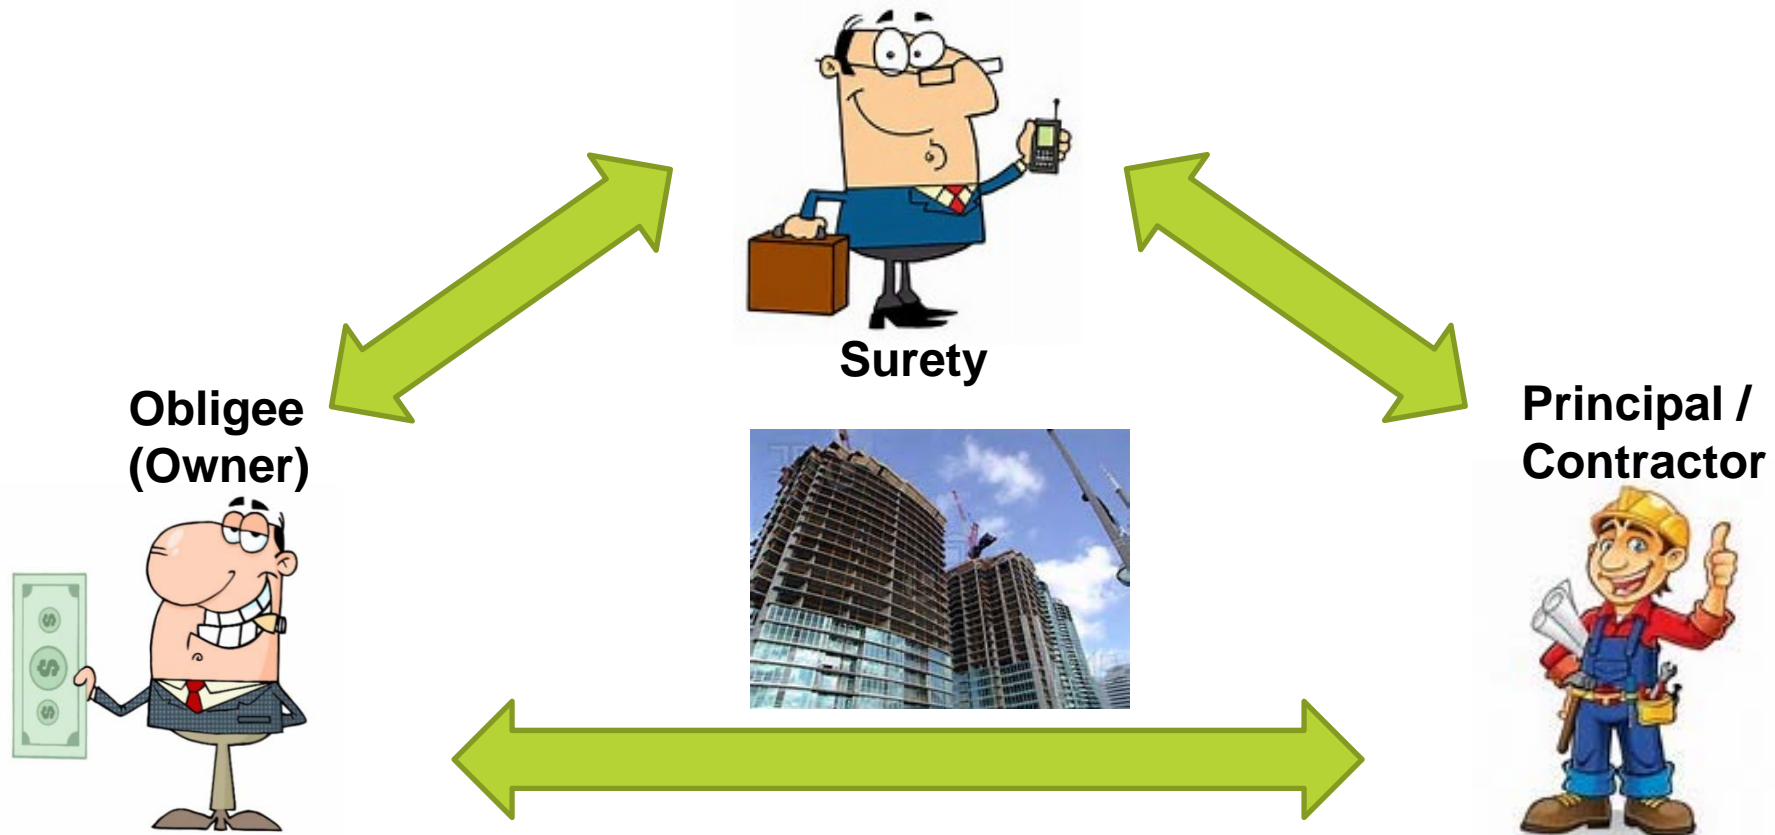 Surety
Obligee
(Owner)
Principal /
Contractor
$
$
$